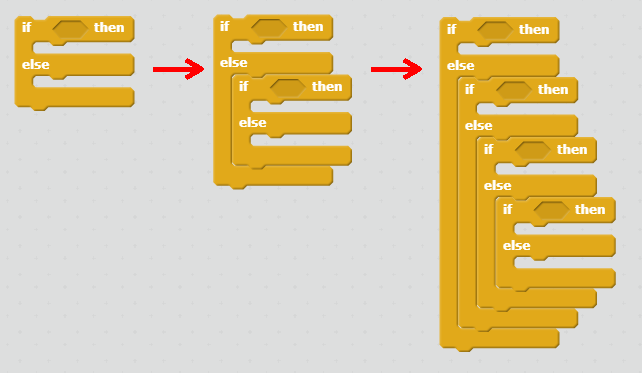 if then
else
if then
else
if then
else
if then
else
if then
else
if then
else
if then
else